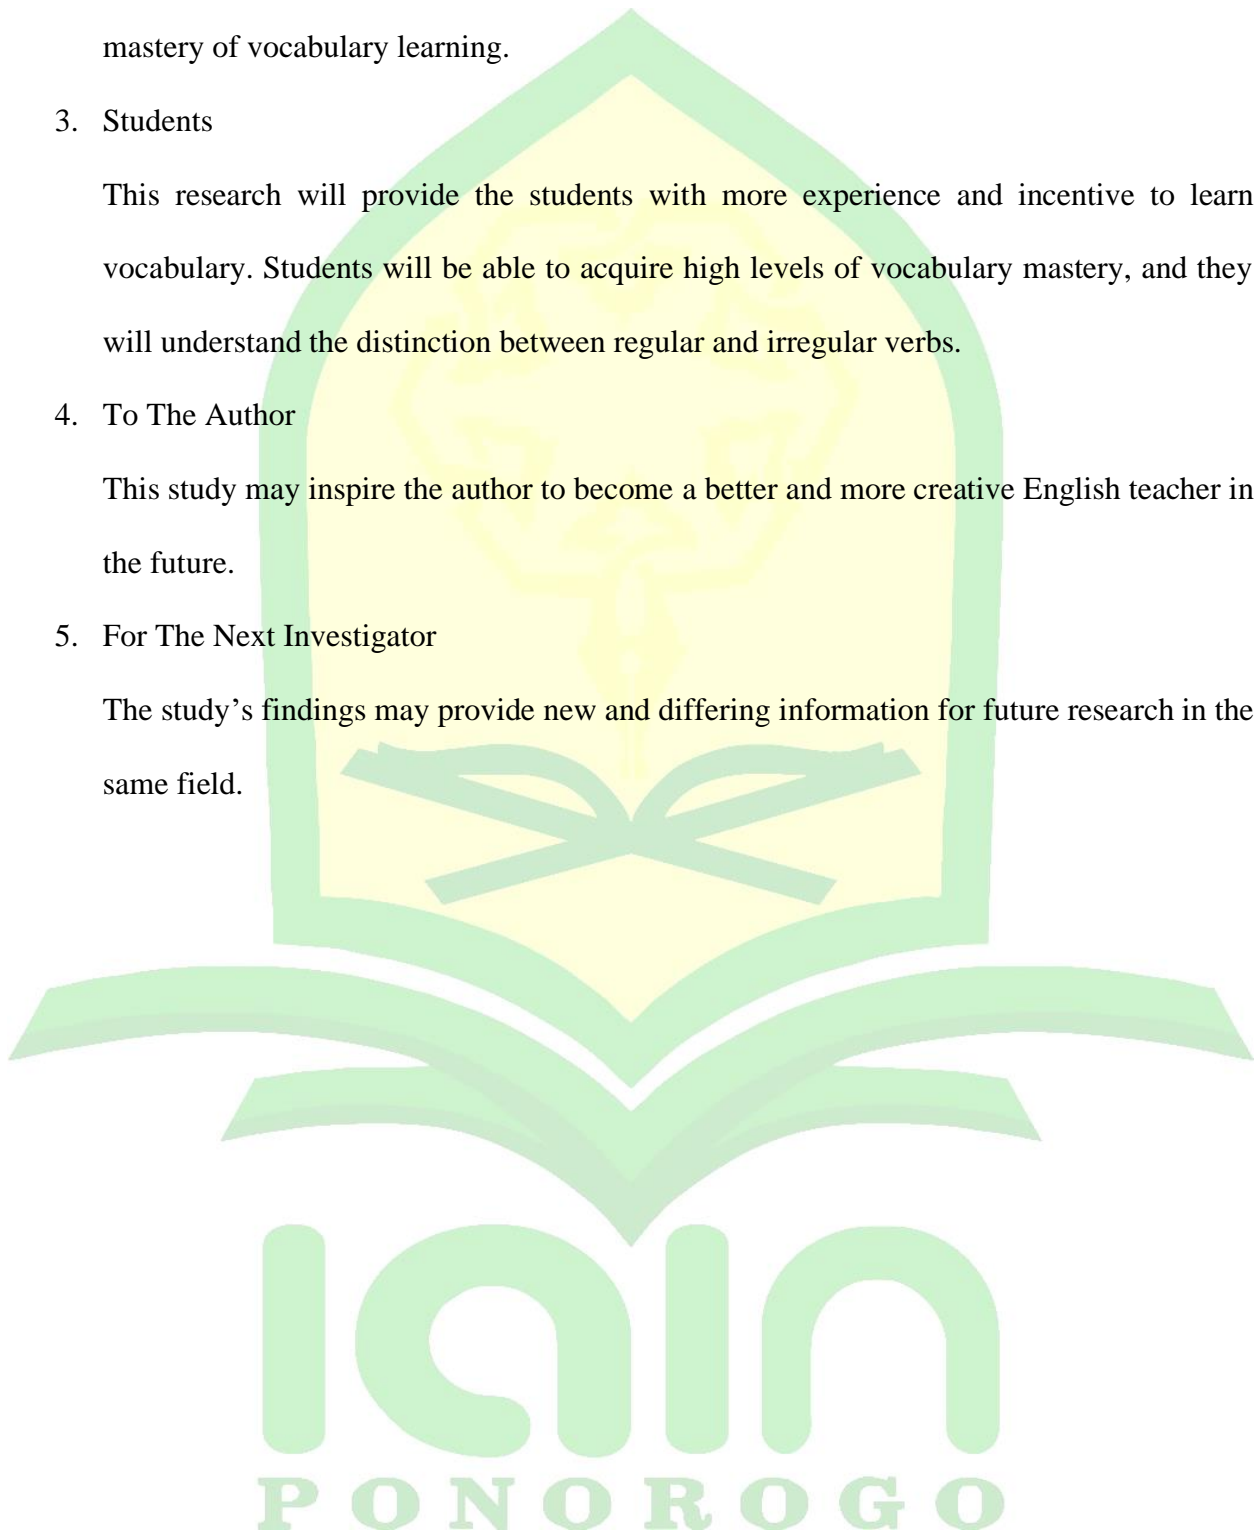 mastery of vocabulary learning.
3. Students
This research will provide the students with more experience and incentive to learn
vocabulary. Students will be able to acquire high levels of vocabulary mastery, and they
will understand the distinction between regular and irregular verbs.
4. To The Author
This study may inspire the author to become a better and more creative English teacher in
the future.
5. For The Next Investigator
The study’s findings may provide new and differing information for future research in the
same field.
iain
PONOROGO